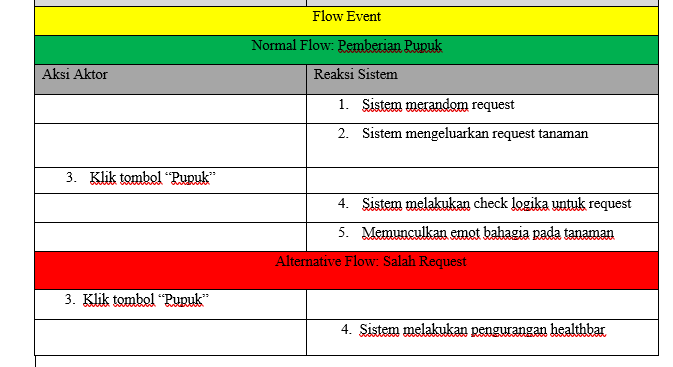 Flow Event
Normal Flow: Pemberian Pupuk
Aksi Aktor
Reaksi Sistem
1. Sistem merandom request
2. Sistem mengeluarkan request tanaman
3. Klik tombol “Pupuk”
4. Sistem melakukan check logika untuk request
5. Memunculkan emot bahagia pada tanaman
Alternative Flow: Salah Request
3. Klik tombol “Pupuk”
4. Sistem melakukan pengurangan healthbar